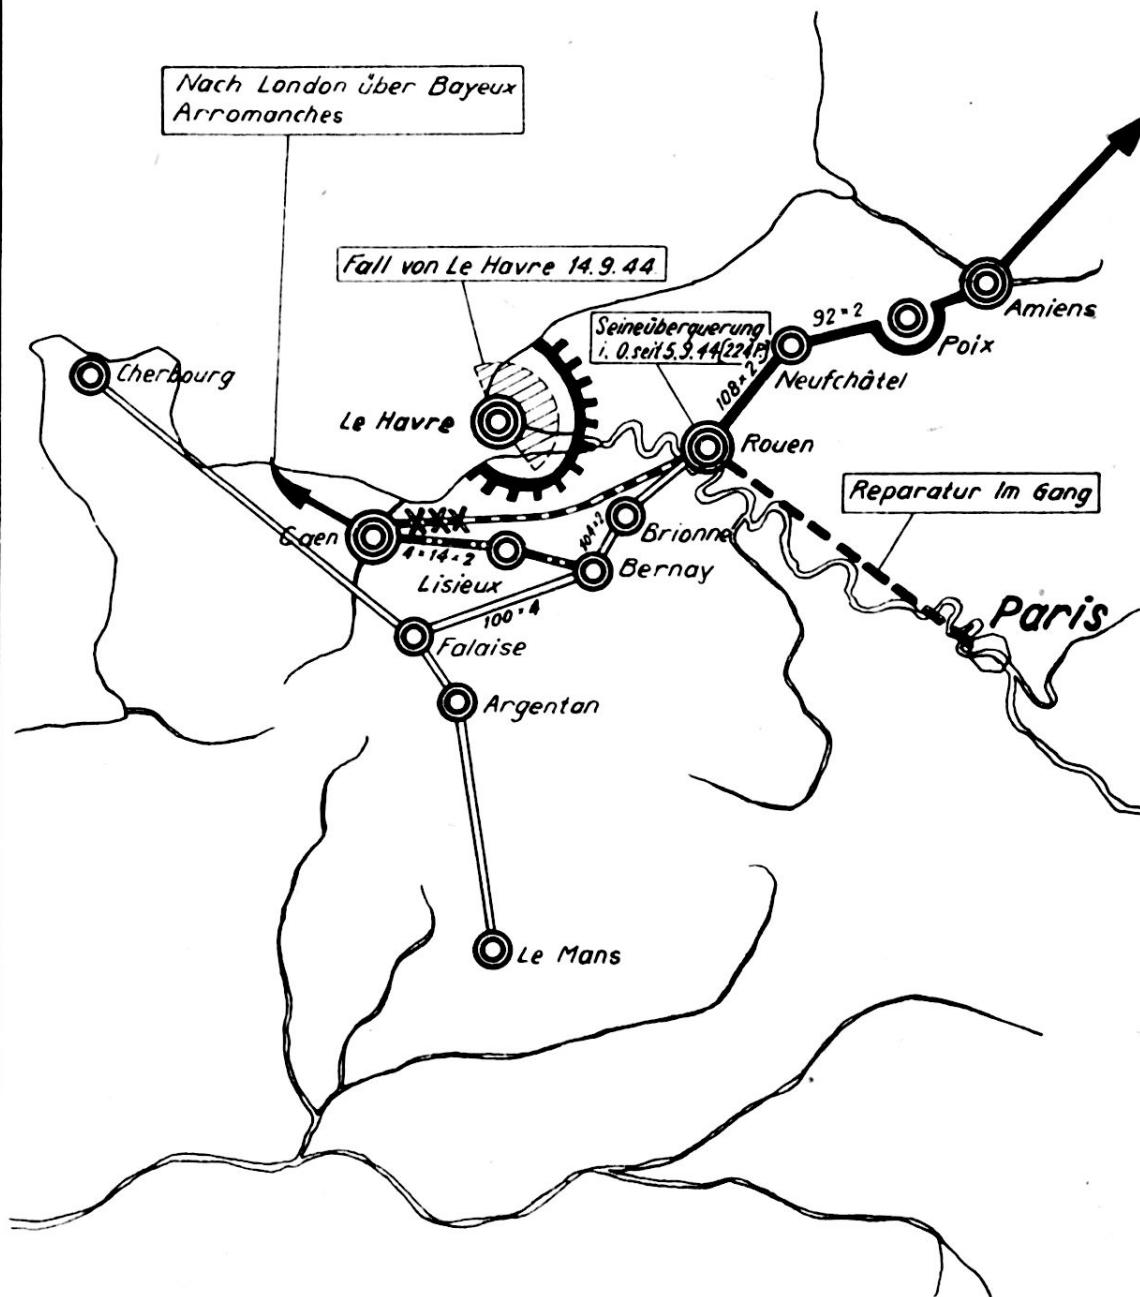 Nach London über Bayeux
Arromanches
Fall von Le Havre 14.9.44
Seineüberquerung
i. O. seit 5.9.44 (224 P.)
92=2
Amiens
Poix
Neufchâtel
108=2
Cherbourg
Le Havre
Rouen
Reparatur Im Gang
Caen
4=14=2
Lisieux
104=2
Brionne
Bernay
100=4
Paris
Falaise
Argentan
Le Mans